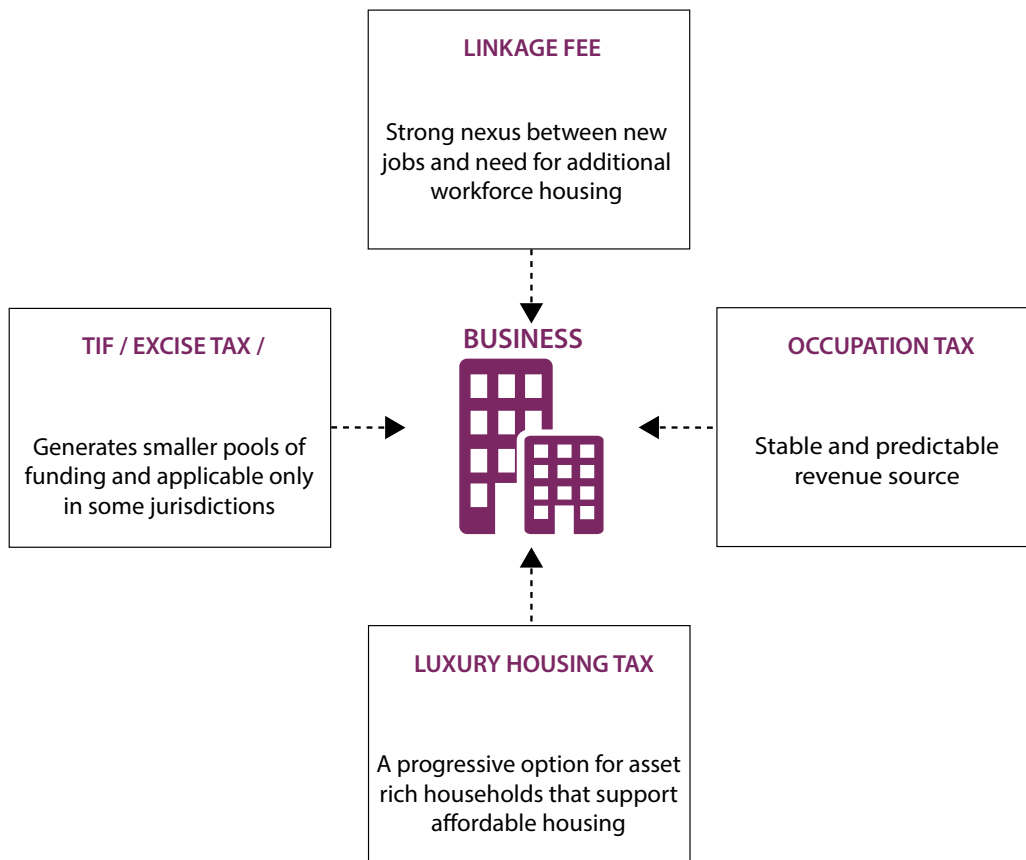 LINKAGE FEE
Strong nexus between new
jobs and need for additional
workforce housing
TIF / EXCISE TAX /
Generates smaller pools of
funding and applicable only
in some jurisdictions
BUSINESS
OCCUPATION TAX
Stable and predictable
revenue source
LUXURY HOUSING TAX
A progressive option for asset
rich households that support
affordable housing